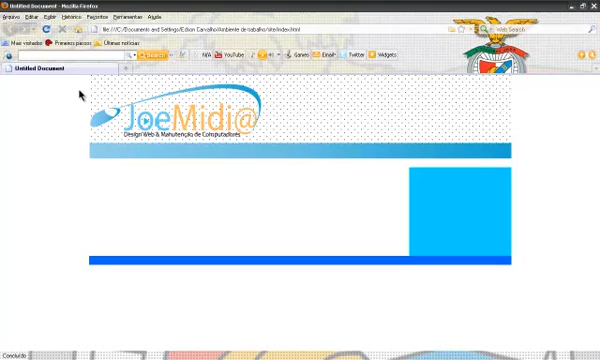 Untitled Document - Mozilla Firefox
Arquivo Editar Exibir Histórico Favoritos Ferramentas Ajuda
file:///C:/Documents and Settings/Edson Carvalho/Ambiente de trabalho/site/index.html
Web Search
Mais visitados Primeiros passos Últimas notícias
N/A YouTube Games Email Twitter Widgets
Untitled Document
JoeMidi@
Design Web & Manutenção de Computadores
Concluído